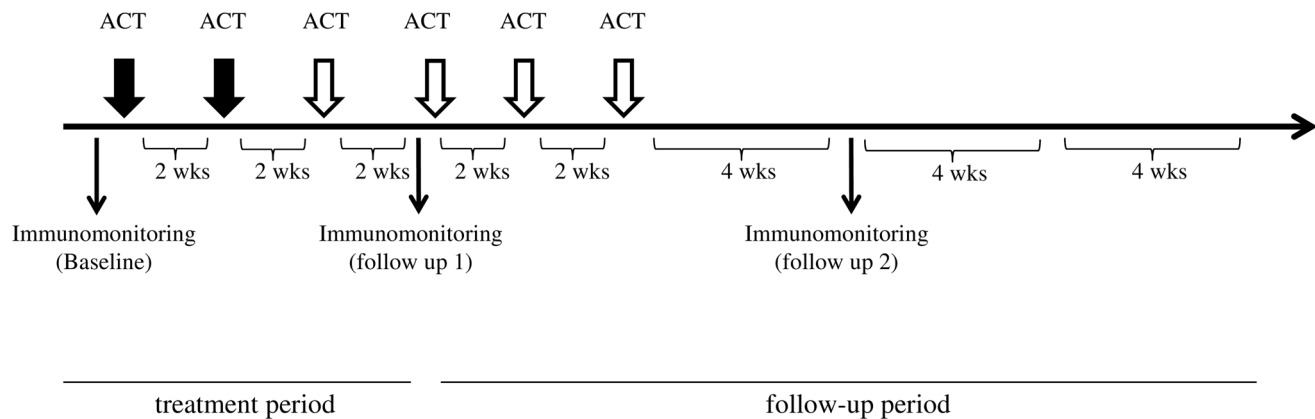 ACT ACT ACT ACT ACT ACT
2 wks 2 wks 2 wks 2 wks 2 wks 4 wks 4 wks 4 wks
Immunomonitoring
(Baseline)
Immunomonitoring
(follow up 1)
Immunomonitoring
(follow up 2)
treatment period
follow-up period